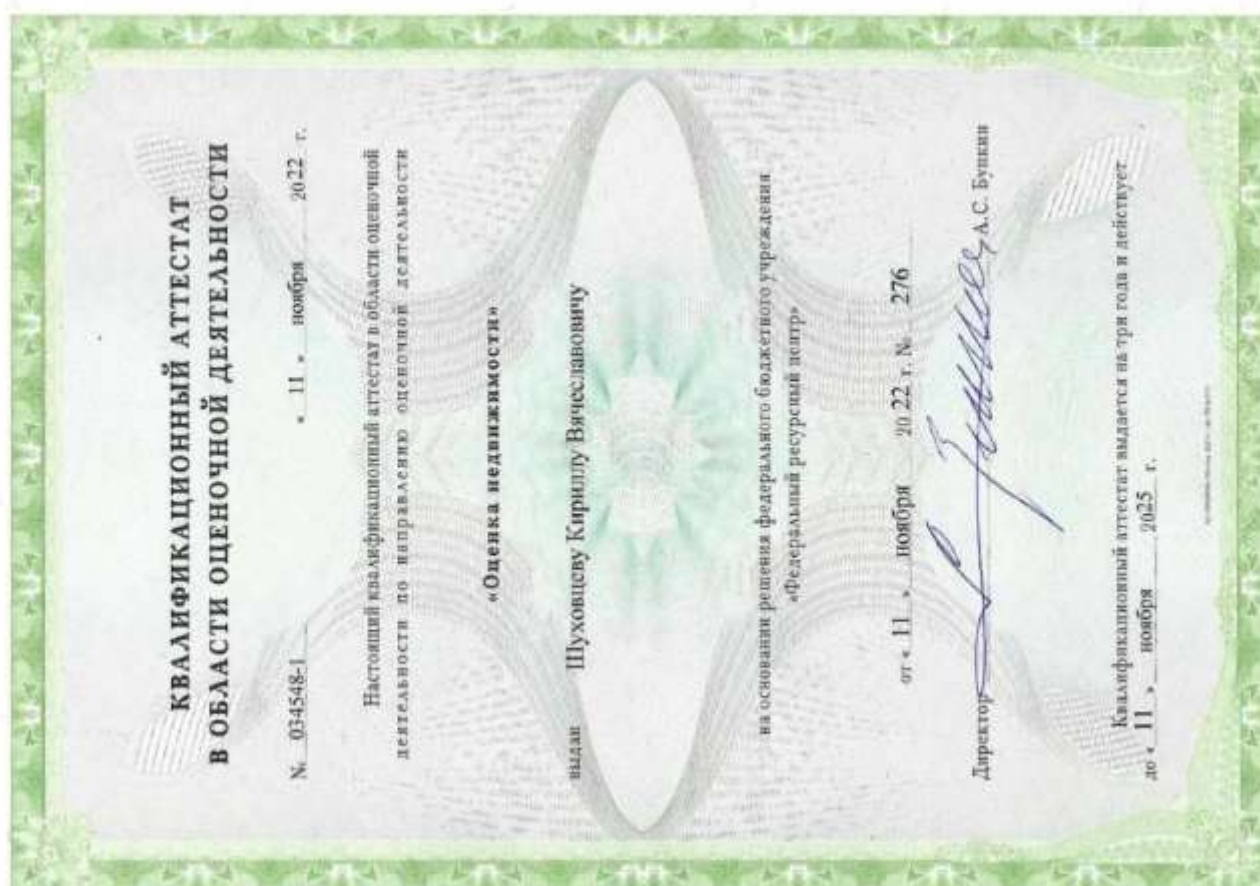 КВАЛИФИКАЦИОННЫЙ АТТЕСТАТ
В ОБЛАСТИ ОЦЕНОЧНОЙ ДЕЯТЕЛЬНОСТИ
№ 034548-1 « 11 » ноября 2022 г.
Настоящий квалификационный аттестат в области оценочной
деятельности по направлению оценочной деятельности
«Оценка недвижимости»
выдан Шуховцеву Кириллу Вячеславовичу
на основании решения федерального бюджетного учреждения
«Федеральный ресурсный центр»
от « 11 » ноября 20 22 г. № 276
Директор А.С. Бункин
Квалификационный аттестат выдается на три года и действует
до « 11 » ноября 2025 г.